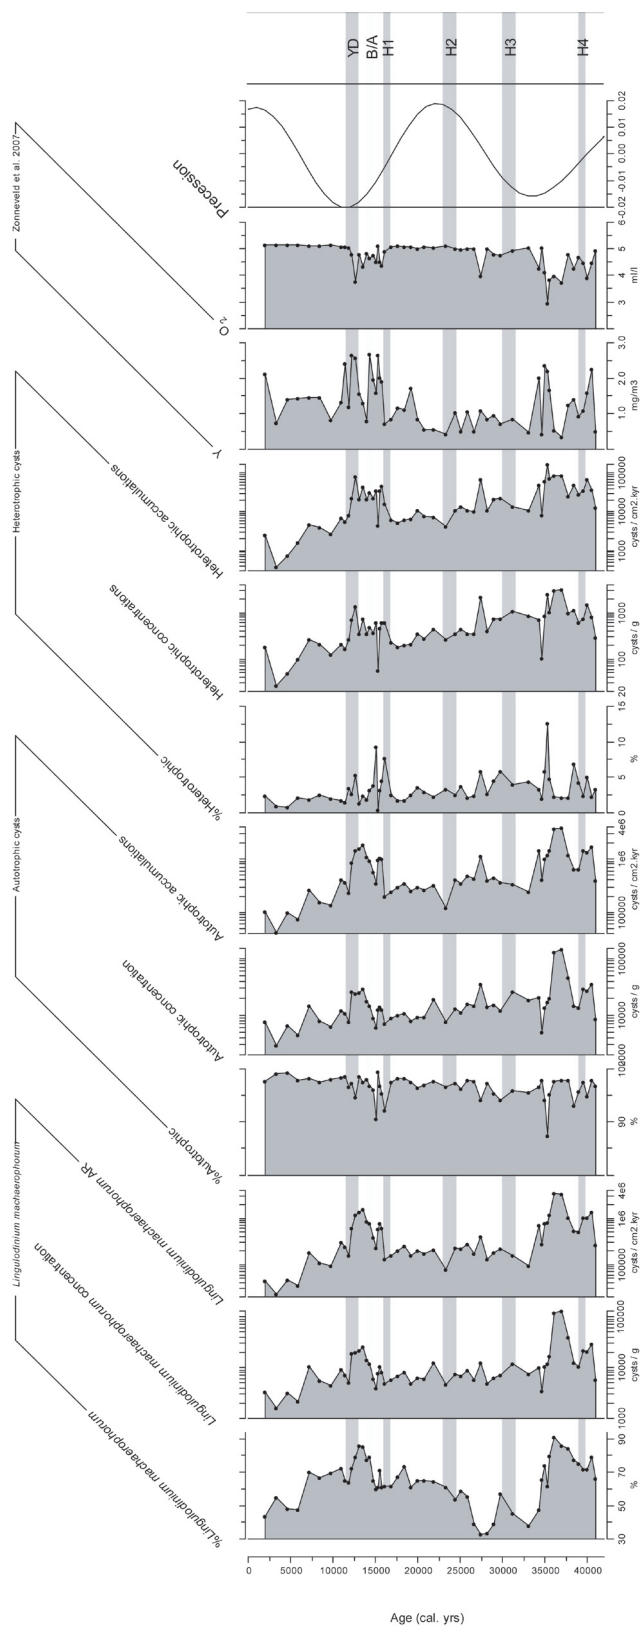 YD
B/A
H1
H2
H3
H4
Zonneveld et al. 2007
Precession
0.02
0.01
0.00
-0.01
-0.02
O2
6
5
4
3
ml/l
Y
3.0
2.0
1.0
mg/m3
Heterotrophic cysts
Heterotrophic accumulations
100000
10000
1000
cysts / cm2.kyr
Heterotrophic concentrations
1000
100
20
cysts / g
%Heterotrophic
15
10
5
0
%
Autotrophic cysts
Autotrophic accumulations
4e6
1e6
100000
cysts / cm2.kyr
Autotrophic concentration
100000
10000
2000
cysts / g
%Autotrophic
100
90
%
Lingulodinium machaerophorum
Lingulodinium machaerophorum AR
4e6
1e6
100000
cysts / cm2 kyr
Lingulodinium machaerophorum concentration
100000
10000
1000
cysts / g
%Lingulodinium machaerophorum
90
70
50
30
%
0 5000 10000 15000 20000 25000 30000 35000 40000
Age (cal. yrs)